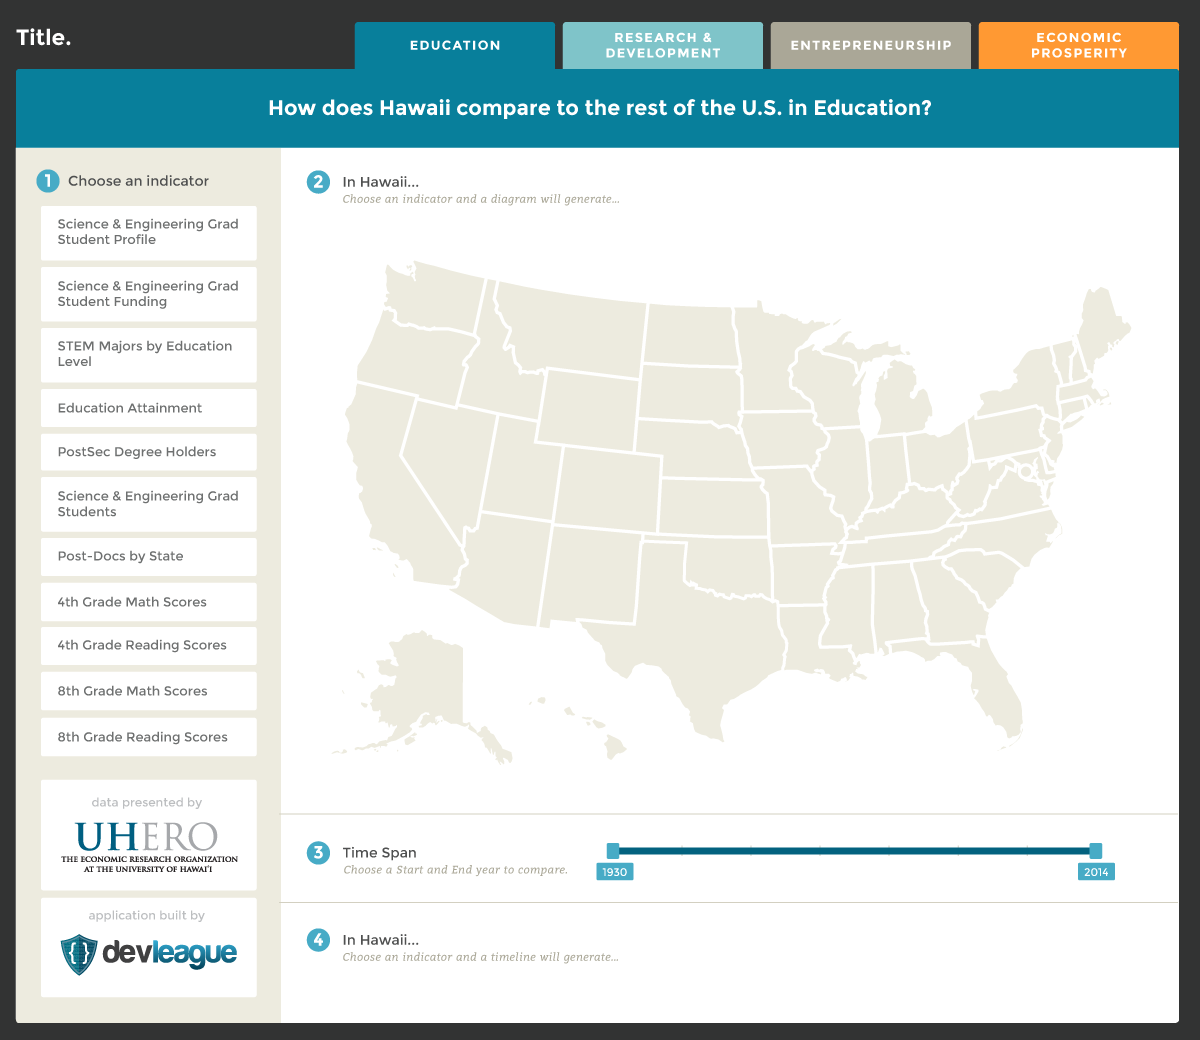 Title.
EDUCATION
RESEARCH &
DEVELOPMENT
ENTREPRENEURSHIP
ECONOMIC
PROSPERITY
How does Hawaii compare to the rest of the U.S. in Education?
1 Choose an indicator
Science & Engineering Grad
Student Profile
Science & Engineering Grad
Student Funding
STEM Majors by Education
Level
Education Attainment
PostSec Degree Holders
Science & Engineering Grad
Students
Post-Docs by State
4th Grade Math Scores
4th Grade Reading Scores
8th Grade Math Scores
8th Grade Reading Scores
data presented by
UHERO
THE ECONOMIC RESEARCH ORGANIZATION
AT THE UNIVERSITY OF HAWAI'I
application built by
devleague
2 In Hawaii...
Choose an indicator and a diagram will generate...
3 Time Span
Choose a Start and End year to compare.
1930
2014
4 In Hawaii...
Choose an indicator and a timeline will generate...